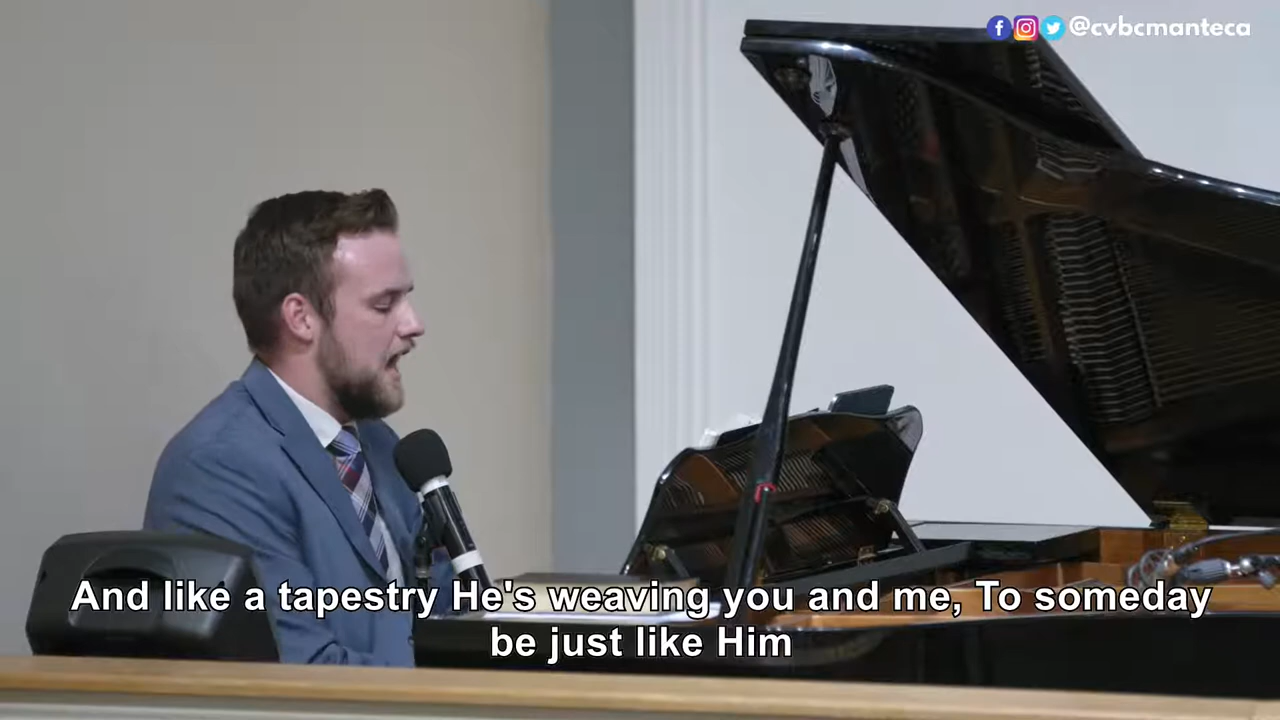 @cvbcmanteca
And like a tapestry He's weaving you and me, To someday
be just like Him